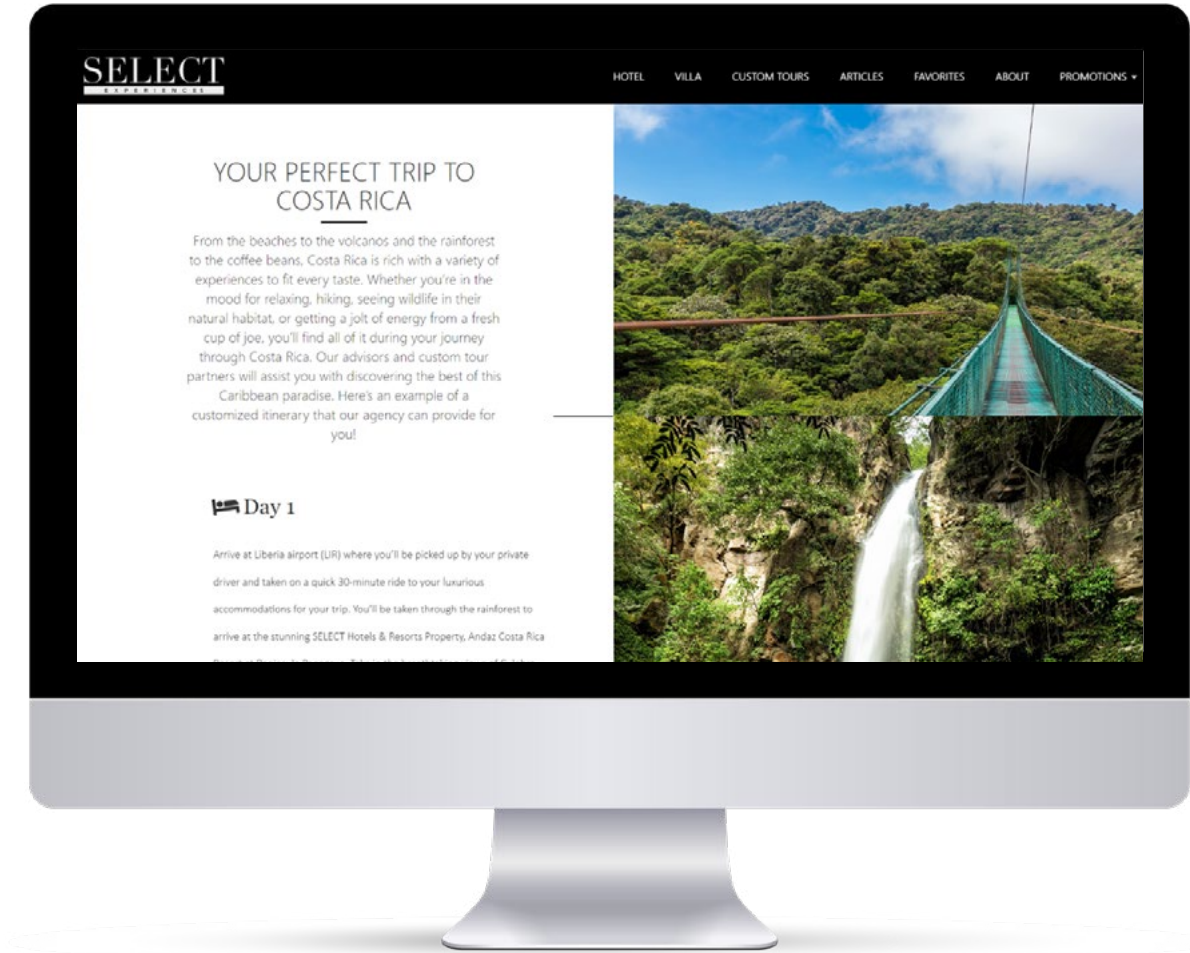 SELECT
EXPERIENCES
HOTEL VILLA CUSTOM TOURS ARTICLES FAVORITES ABOUT PROMOTIONS
YOUR PERFECT TRIP TO
COSTA RICA
From the beaches to the volcanos and the rainforest
to the coffee beans, Costa Rica is rich with a variety of
experiences to fit every taste. Whether you're in the
mood for relaxing, hiking, seeing wildlife in their
natural habitat, or getting a jolt of energy from a fresh
cup of joe, you'll find all of it during your journey
through Costa Rica. Our advisors and custom tour
partners will assist you with discovering the best of this
Caribbean paradise. Here's an example of a
customized itinerary that our agency can provide for
you!
Day 1
Arrive at Liberia airport (LIR) where you'll be picked up by your private
driver and taken on a quick 30-minute ride to your luxurious
accommodations for your trip. You'll be taken through the rainforest to
arrive at the stunning SELECT Hotels & Resorts Property, Andaz Costa Rica